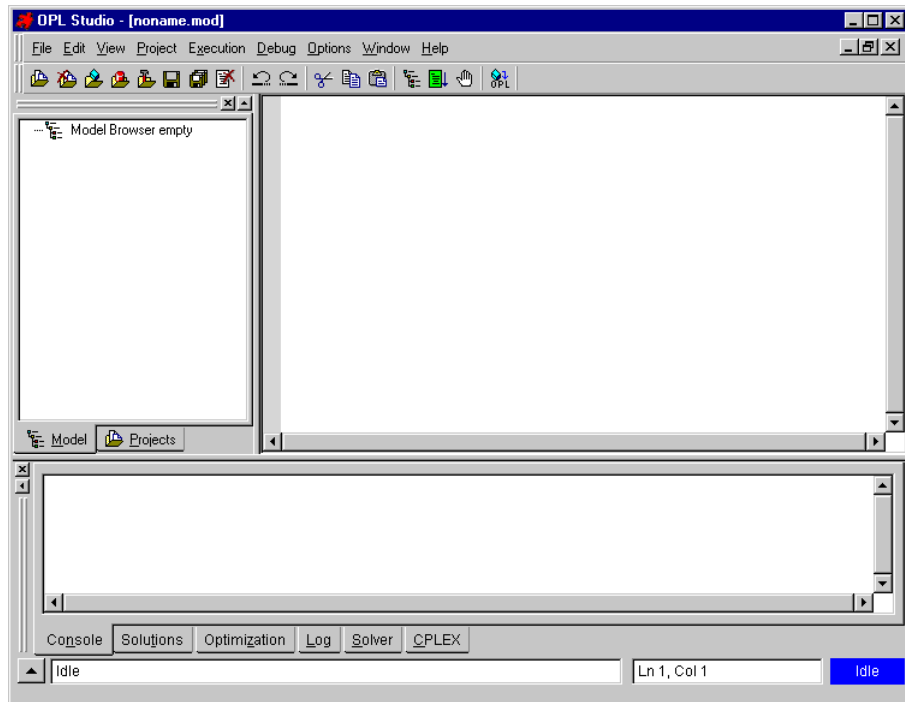 OPL Studio - [noname.mod]
File Edit View Project Execution Debug Options Window Help
OPL
Model Browser empty
Model Projects
Console Solutions Optimization Log Solver CPLEX
Idle Ln 1, Col 1 Idle